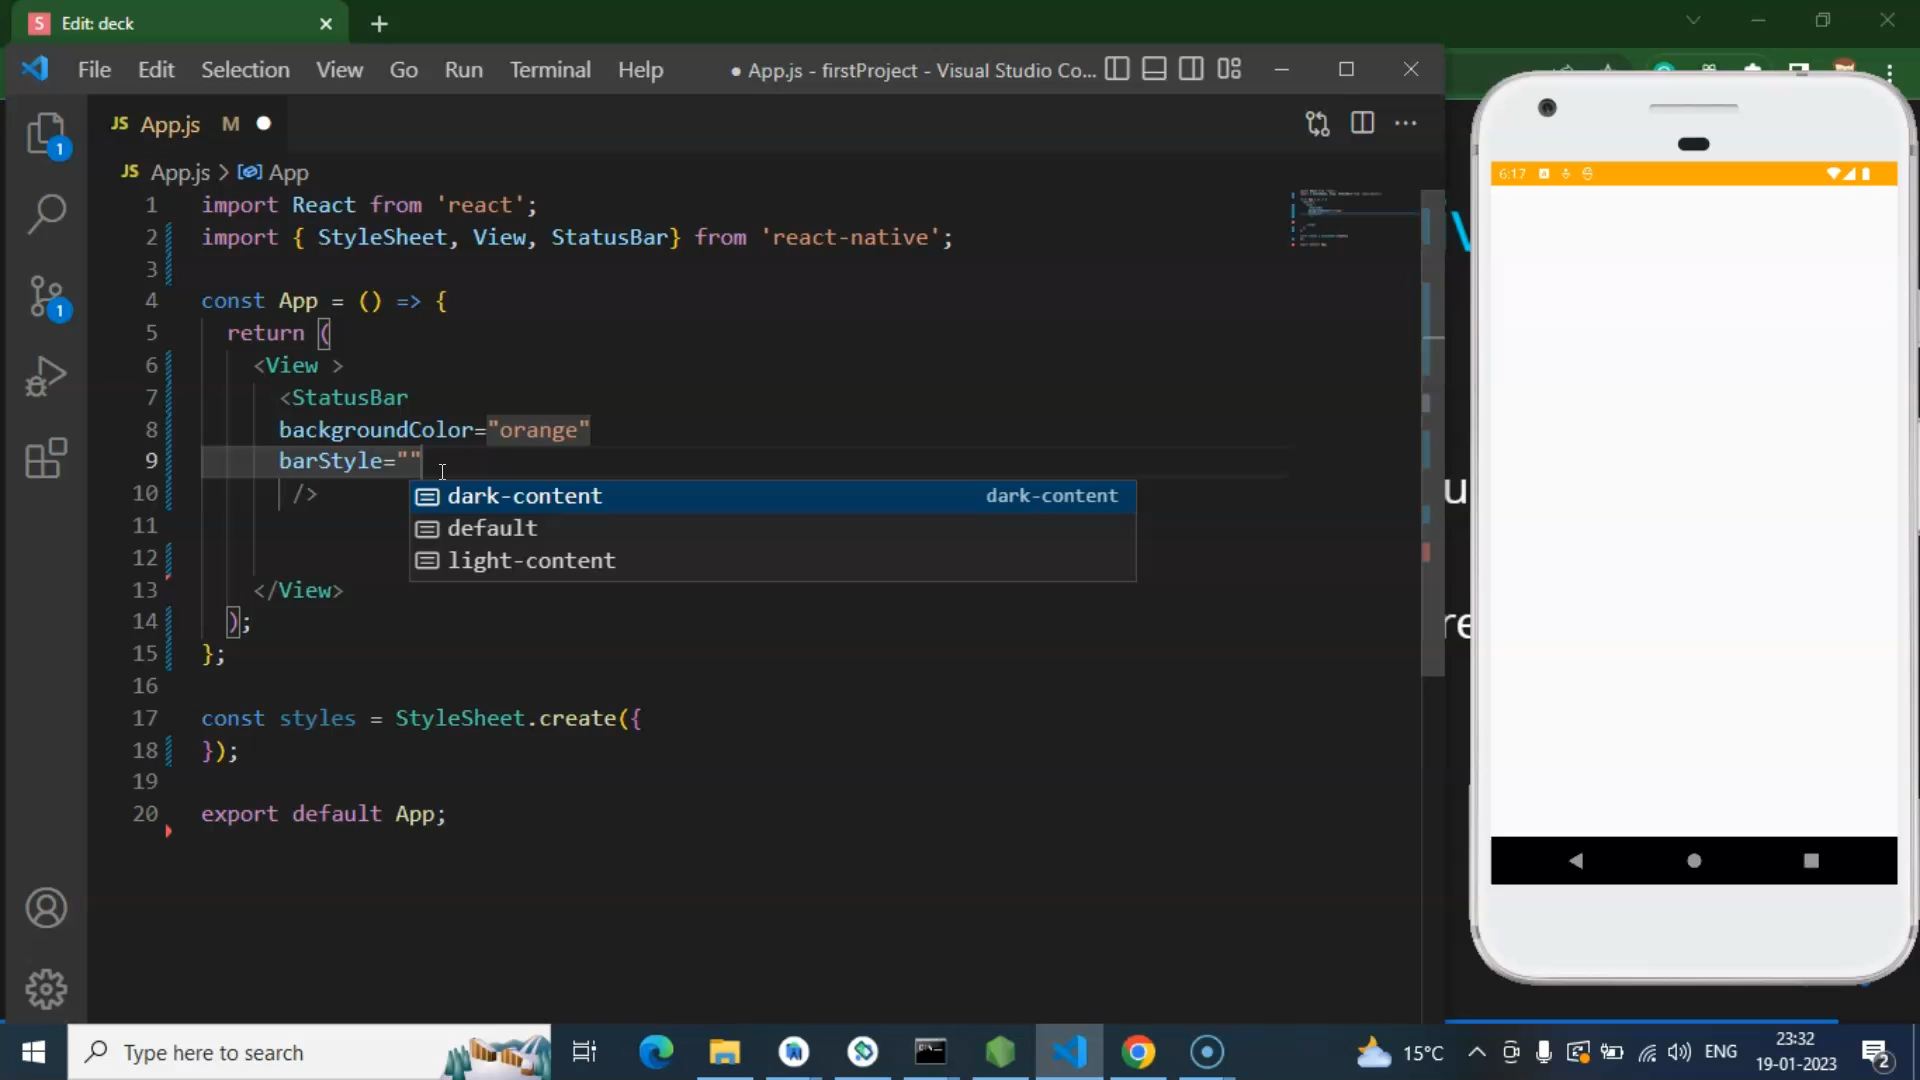 S Edit: deck
File Edit Selection View Go Run Terminal Help ● App.js - firstProject - Visual Studio Co...
JS App.js M
JS App.js > App
1 import React from 'react';
2 import { StyleSheet, View, StatusBar} from 'react-native';
3
4 const App = () => {
5 return (
6 <View >
7 <StatusBar
8 backgroundColor="orange"
9 barStyle=""
10 />
dark-content dark-content
11
default
12
light-content
13 </View>
14 );
15 };
16
17 const styles = StyleSheet.create({
18 });
19
20 export default App;
1
1
6:17
u
re
Type here to search
15°C
ENG
23:32
19-01-2023
2